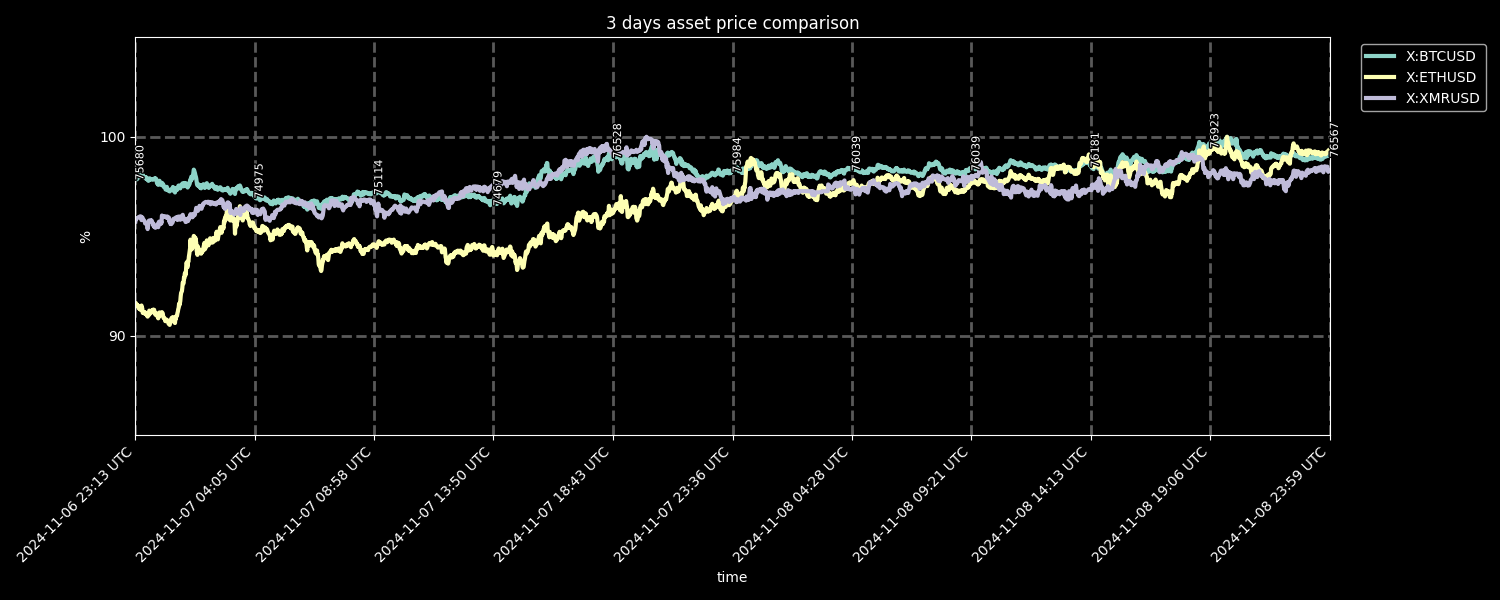 3 days asset price comparison
X:BTCUSD
X:ETHUSD
X:XMRUSD
100
90
%
75680
74975
75114
74679
76528
75984
76039
76039
76181
76923
76567
2024-11-06 23:13 UTC
2024-11-07 04:05 UTC
2024-11-07 08:58 UTC
2024-11-07 13:50 UTC
2024-11-07 18:43 UTC
2024-11-07 23:36 UTC
2024-11-08 04:28 UTC
2024-11-08 09:21 UTC
2024-11-08 14:13 UTC
2024-11-08 19:06 UTC
2024-11-08 23:59 UTC
time